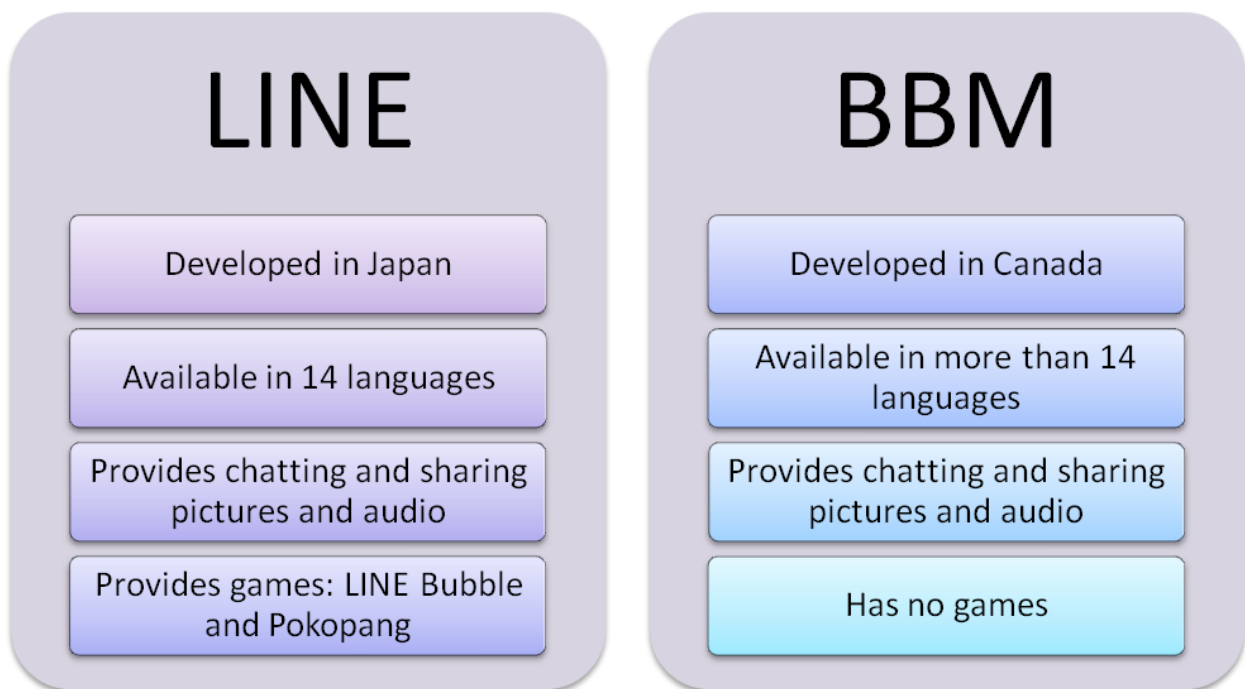 LINE
Developed in Japan
Available in 14 languages
Provides chatting and sharing
pictures and audio
Provides games: LINE Bubble
and Pokopang
BBM
Developed in Canada
Available in more than 14
languages
Provides chatting and sharing
pictures and audio
Has no games